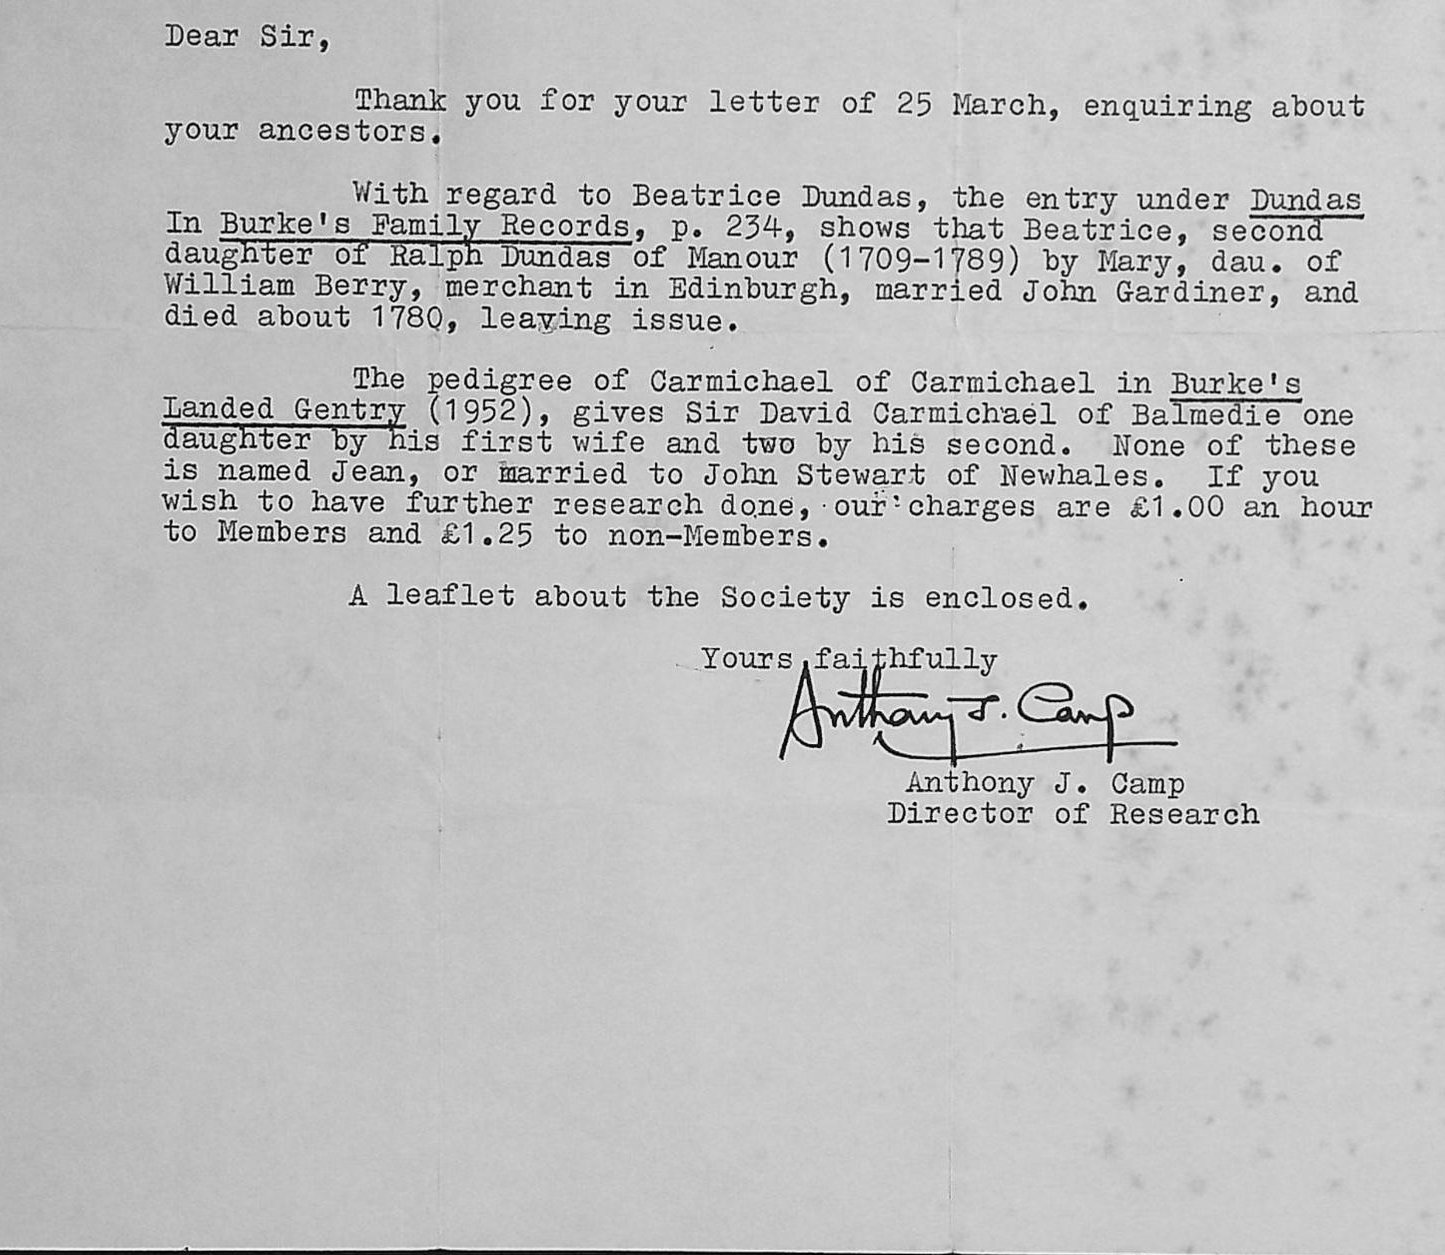 Dear Sir,
Thank you for your letter of 25 March, enquiring about
your ancestors.
With regard to Beatrice Dundas, the entry under Dundas
In Burke's Family Records, p. 234, shows that Beatrice, second
daughter of Ralph Dundas of Manour (1709-1789) by Mary, dau. of
William Berry, merchant in Edinburgh, married John Gardiner, and
died about 1780, leaving issue.
The pedigree of Carmichael of Carmichael in Burke's
Landed Gentry (1952), gives Sir David Carmichael of Balmedie one
daughter by his first wife and two by his second. None of these
is named Jean, or married to John Stewart of Newhales. If you
wish to have further research done, our charges are £1.00 an hour
to Members and £1.25 to non-Members.
A leaflet about the Society is enclosed.
Yours faithfully
Anthony J. Camp
Anthony J. Camp
Director of Research